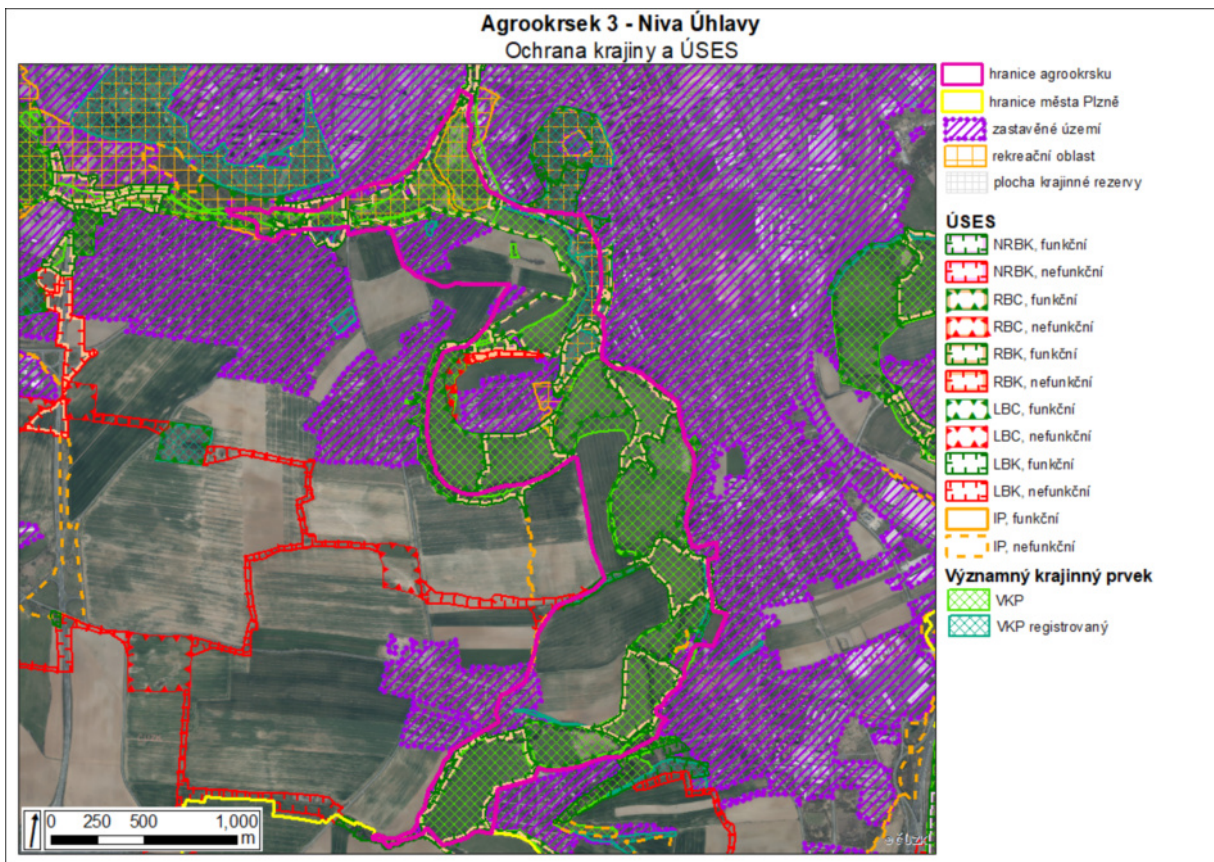 Agrookrsek 3 - Niva Úhlavy
Ochrana krajiny a ÚSES
hranice agrookrsku
hranice města Plzně
zastavěné území
rekreační oblast
plocha krajinné rezervy
ÚSES
NRBK, funkční
NRBK, nefunkční
RBC, funkční
RBC, nefunkční
RBK, funkční
RBK, nefunkční
LBC, funkční
LBC, nefunkční
LBK, funkční
LBK, nefunkční
IP, funkční
IP, nefunkční
Významný krajinný prvek
VKP
VKP registrovaný
0 250 500 1,000
m